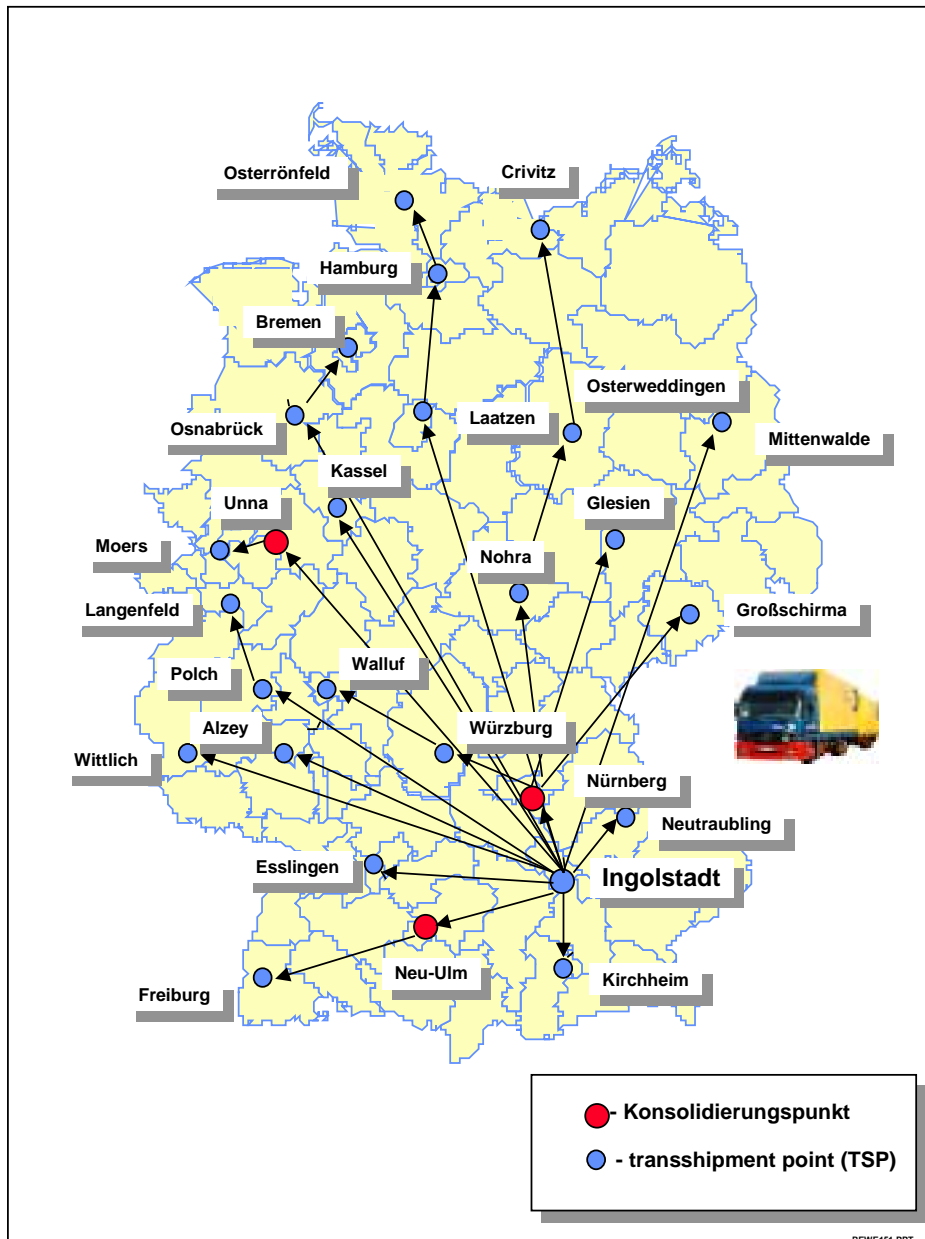 Osterrönfeld
Crivitz
Hamburg
Bremen
Osterweddingen
Osnabrück
Laatzen
Mittenwalde
Kassel
Unna
Glesien
Moers
Nohra
Langenfeld
Großschirma
Polch
Walluf
Wittlich
Alzey
Würzburg
Nürnberg
Neutraubling
Esslingen
Ingolstadt
Neu-Ulm
Kirchheim
Freiburg
- Konsolidierungspunkt
- transshipment point (TSP)